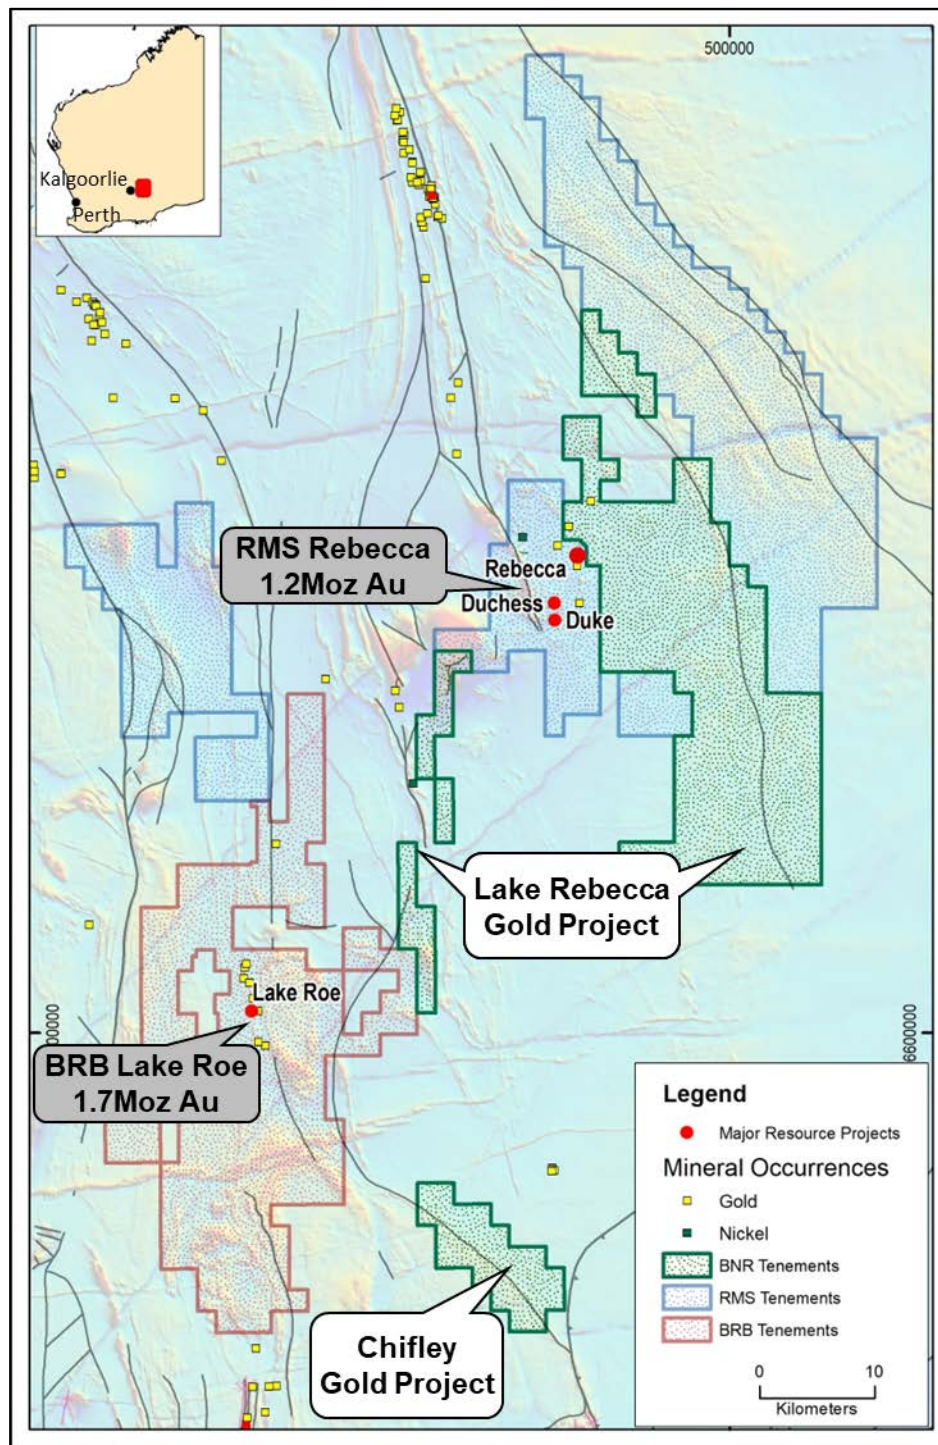 500000
Kalgoorlie
Perth
RMS Rebecca
1.2Moz Au
Rebecca
Duchess
Duke
Lake Rebecca
Gold Project
Lake Roe
BRB Lake Roe
1.7Moz Au
00000
6600000
Chifley
Gold Project
Legend
Major Resource Projects
Mineral Occurrences
Gold
Nickel
BNR Tenements
RMS Tenements
BRB Tenements
0
10
Kilometers